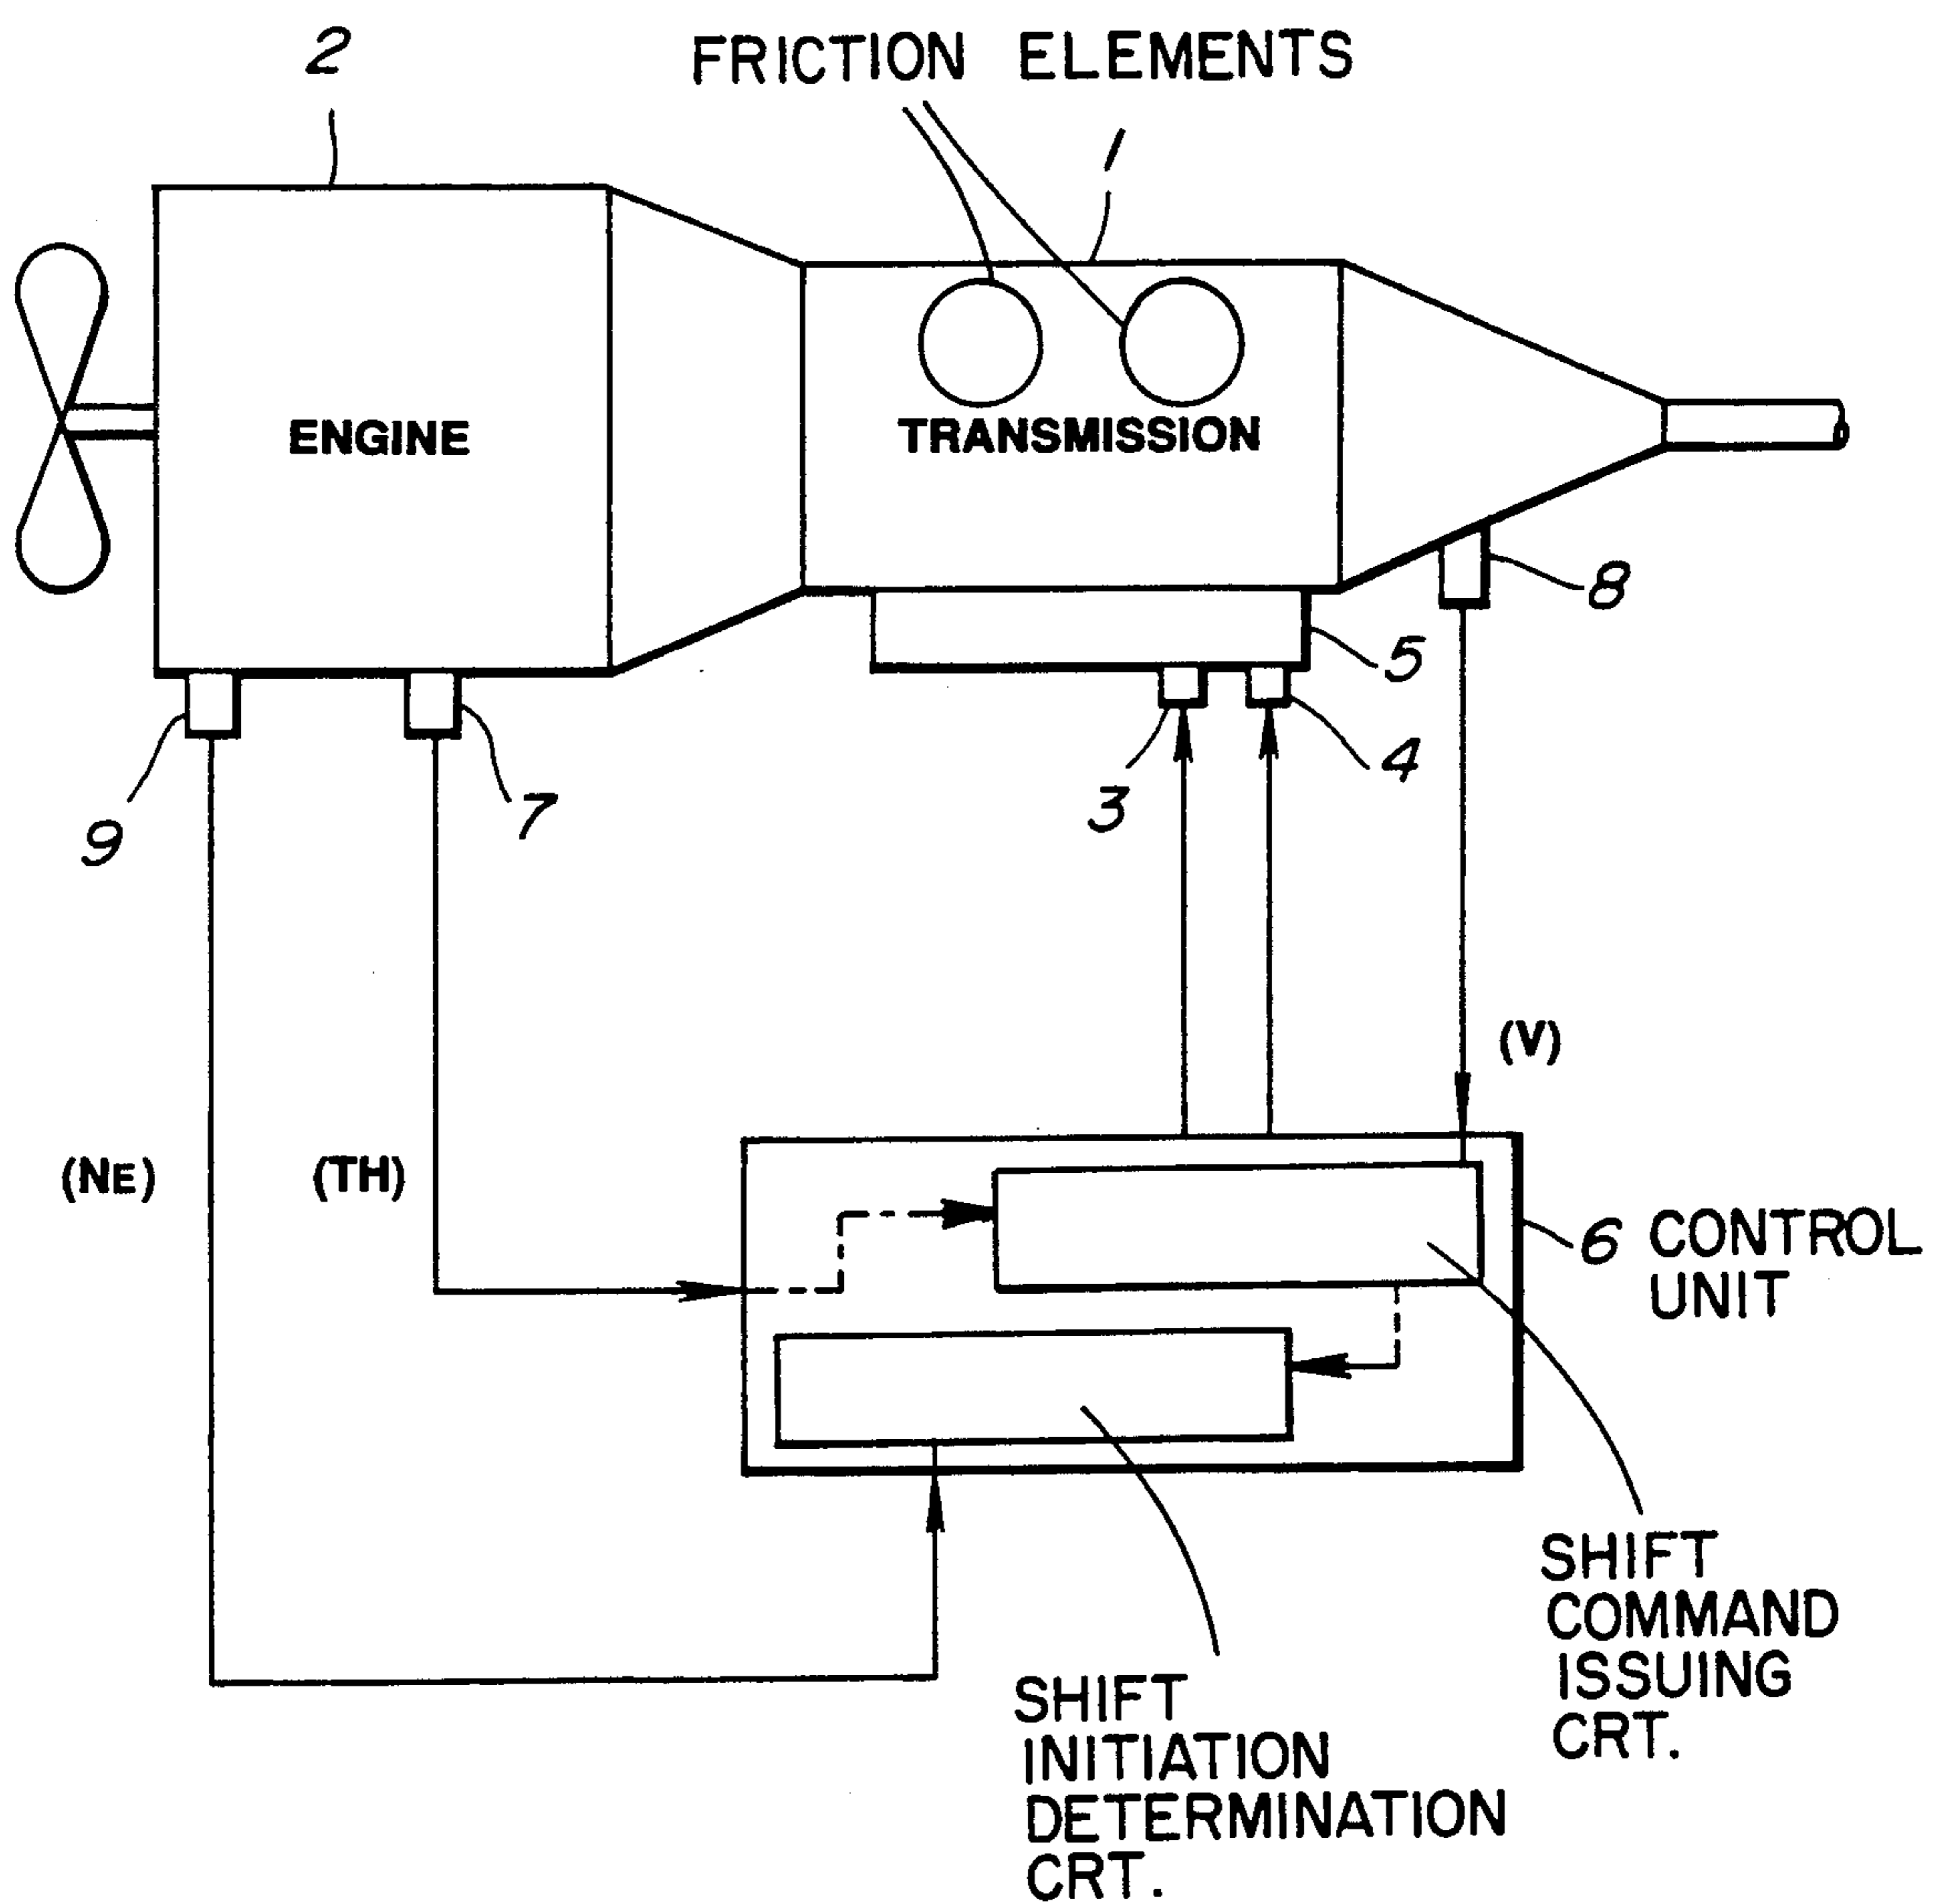 2
FRICTION ELEMENTS
1
ENGINE
TRANSMISSION
8
5
4
3
7
9
(V)
(NE)
(TH)
6 CONTROL
UNIT
SHIFT
COMMAND
ISSUING
CRT.
SHIFT
INITIATION
DETERMINATION
CRT.